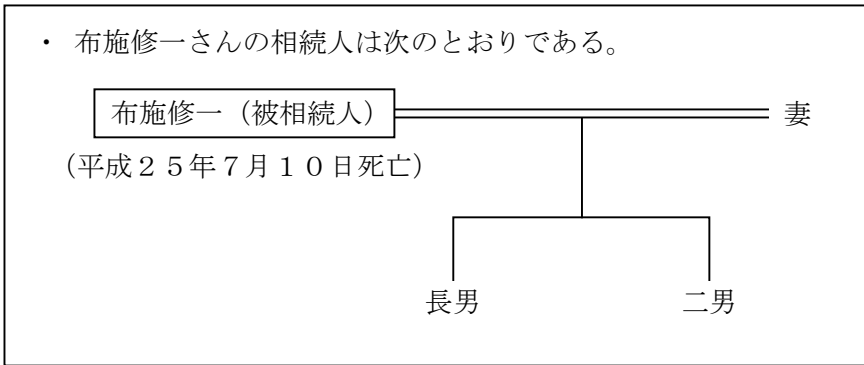 ・ 布施修一さんの相続人は次のとおりである。
布施修一（被相続人） 妻
（平成２５年７月１０日死亡）
長男 二男